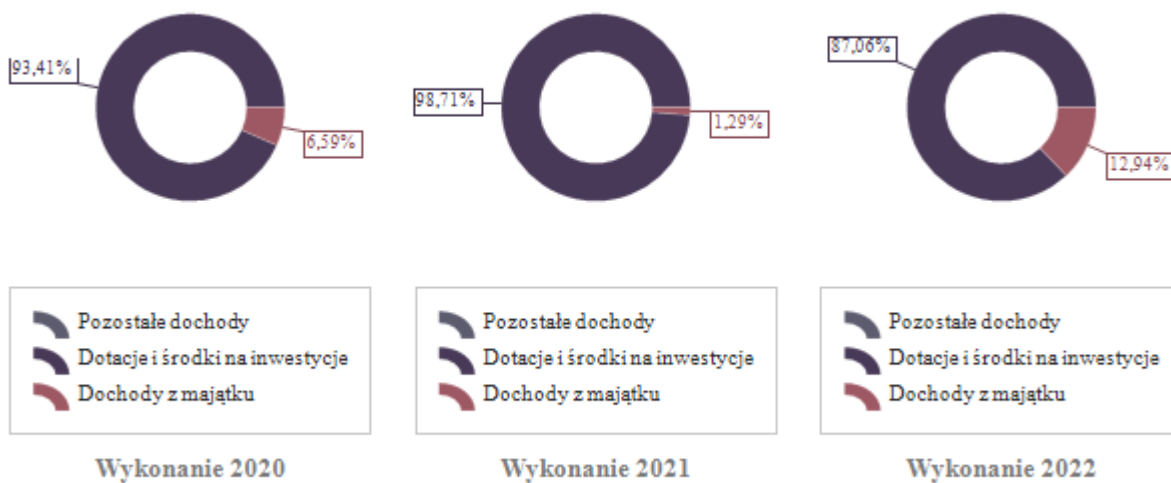 93,41%
6,59%
98,71%
1,29%
87,06%
12,94%
Pozostałe dochody
Dotacje i środki na inwestycje
Dochody z majątku
Pozostałe dochody
Dotacje i środki na inwestycje
Dochody z majątku
Pozostałe dochody
Dotacje i środki na inwestycje
Dochody z majątku
Wykonanie 2020
Wykonanie 2021
Wykonanie 2022